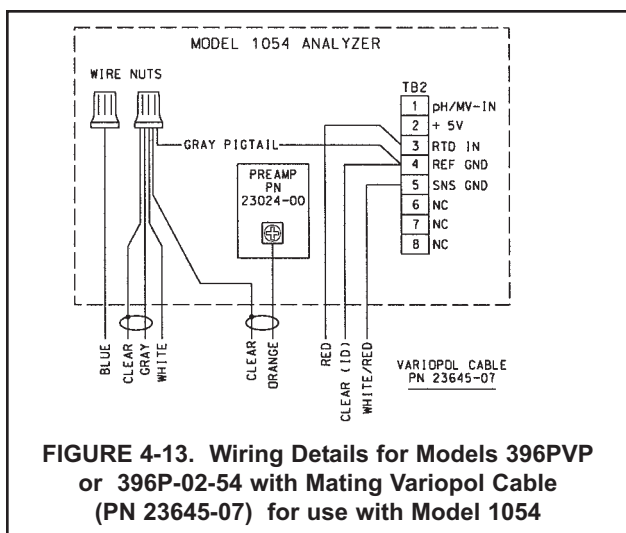 MODEL 1054 ANALYZER
WIRE NUTS
TB2
1 pH/MV-IN
2 + 5V
3 RTD IN
4 REF GND
5 SNS GND
6 NC
7 NC
8 NC
GRAY PIGTAIL
PREAMP
PN
23024-00
BLUE
CLEAR
GRAY
WHITE
CLEAR
ORANGE
RED
CLEAR (ID)
WHITE/RED
VARIOPOL CABLE
PN 23645-07
FIGURE 4-13. Wiring Details for Models 396PVP
or 396P-02-54 with Mating Variopol Cable
(PN 23645-07) for use with Model 1054